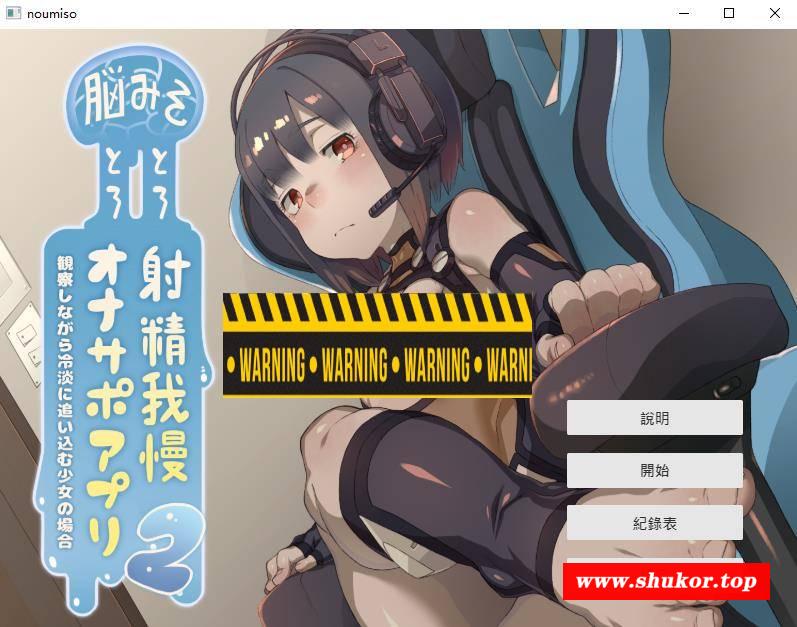 noumiso
脳みそ
とろとろ
射精我慢
オナサポアプリ
2
観察しながら冷淡に追い込む少女の場合
WARNING WARNING WARNING WARNI
說明
開始
紀錄表
www.shukor.top